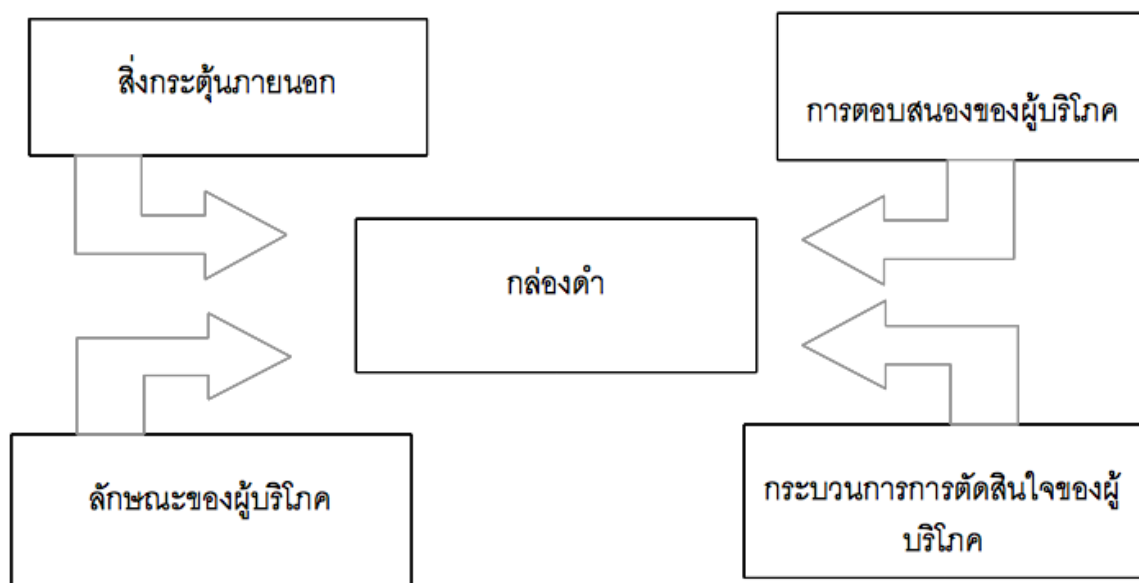 สิ่งกระตุ้นภายนอก
การตอบสนองของผู้บริโภค
กล่องดำ
ลักษณะของผู้บริโภค
กระบวนการการตัดสินใจของผู้
บริโภค